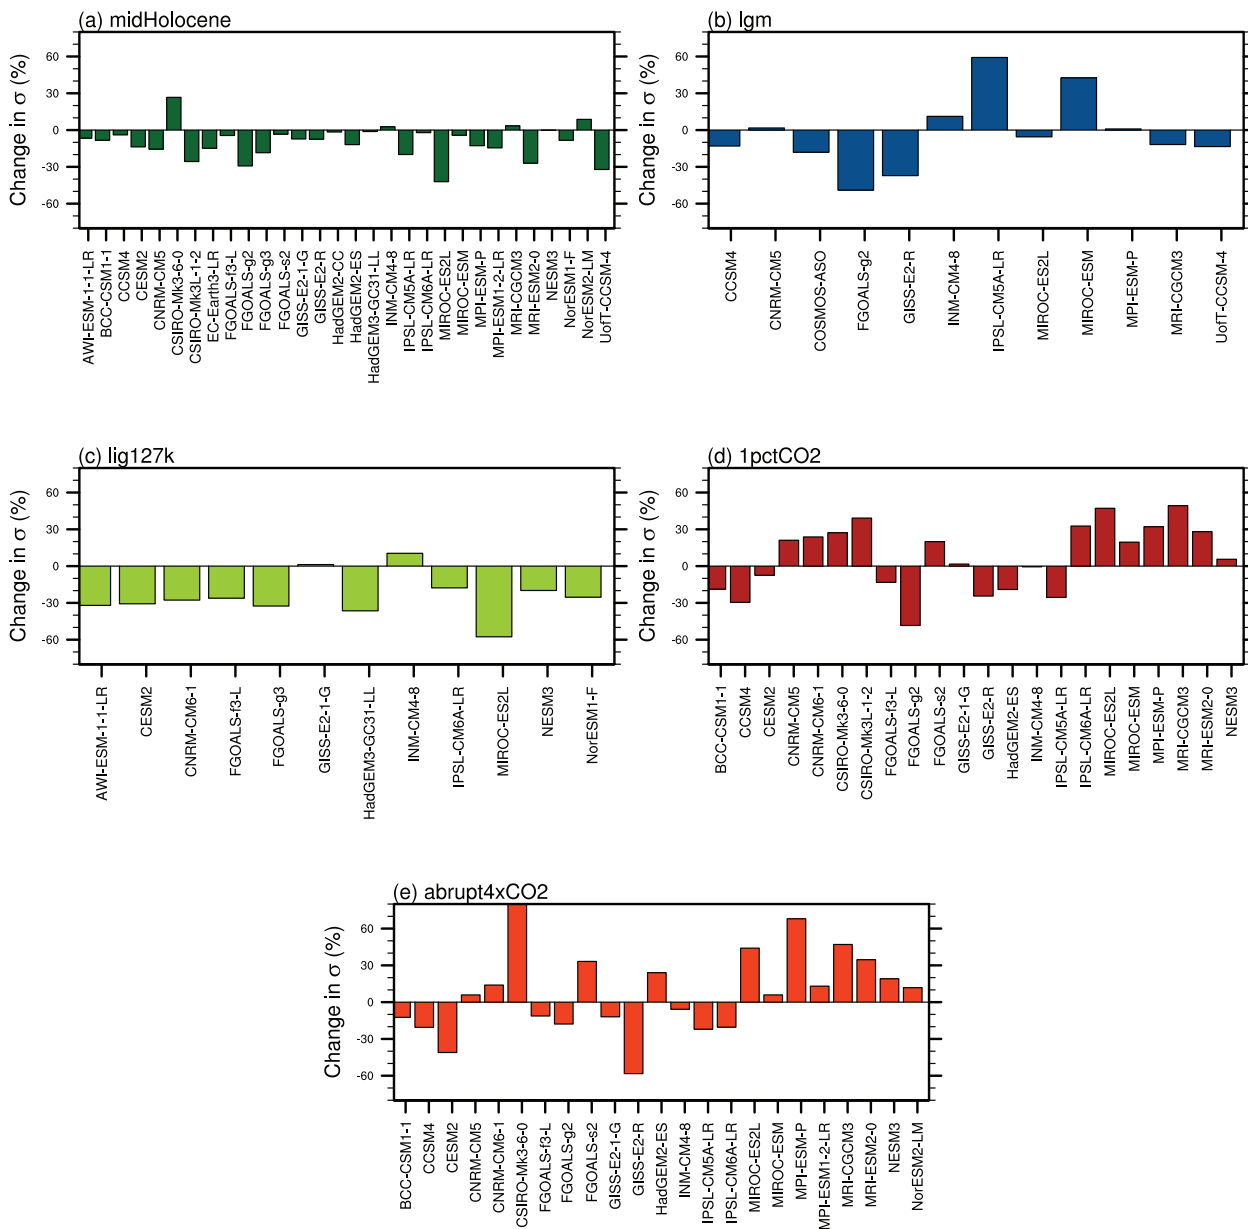 (a) midHolocene
Change in σ (%)
60
30
0
-30
-60
AWI-ESM-1-1-LR
BCC-CSM1-1
CCSM4
CESM2
CNRM-CM5
CSIRO-Mk3-6-0
CSIRO-Mk3L-1-2
EC-Earth3-LR
FGOALS-f3-L
FGOALS-g2
FGOALS-g3
FGOALS-s2
GISS-E2-1-G
GISS-E2-R
HadGEM2-CC
HadGEM2-ES
HadGEM3-GC31-LL
INM-CM4-8
IPSL-CM5A-LR
IPSL-CM6A-LR
MIROC-ES2L
MIROC-ESM
MPI-ESM-P
MPI-ESM1-2-LR
MRI-CGCM3
MRI-ESM2-0
NESM3
NorESM1-F
NorESM2-LM
UofT-CCSM-4
(b) lgm
Change in σ (%)
60
30
0
-30
-60
CCSM4
CNRM-CM5
COSMOS-ASO
FGOALS-g2
GISS-E2-R
INM-CM4-8
IPSL-CM5A-LR
MIROC-ES2L
MIROC-ESM
MPI-ESM-P
MRI-CGCM3
UofT-CCSM-4
(c) lig127k
Change in σ (%)
60
30
0
-30
-60
AWI-ESM-1-1-LR
CESM2
CNRM-CM6-1
FGOALS-f3-L
FGOALS-g3
GISS-E2-1-G
HadGEM3-GC31-LL
INM-CM4-8
IPSL-CM6A-LR
MIROC-ES2L
NESM3
NorESM1-F
(d) 1pctCO2
Change in σ (%)
60
30
0
-30
-60
BCC-CSM1-1
CCSM4
CESM2
CNRM-CM5
CNRM-CM6-1
CSIRO-Mk3-6-0
CSIRO-Mk3L-1-2
FGOALS-f3-L
FGOALS-g2
FGOALS-s2
GISS-E2-1-G
GISS-E2-R
HadGEM2-ES
INM-CM4-8
IPSL-CM5A-LR
IPSL-CM6A-LR
MIROC-ES2L
MIROC-ESM
MPI-ESM-P
MRI-CGCM3
MRI-ESM2-0
NESM3
(e) abrupt4xCO2
Change in σ (%)
60
30
0
-30
-60
BCC-CSM1-1
CCSM4
CESM2
CNRM-CM5
CNRM-CM6-1
CSIRO-Mk3-6-0
FGOALS-f3-L
FGOALS-g2
FGOALS-s2
GISS-E2-1-G
GISS-E2-R
HadGEM2-ES
INM-CM4-8
IPSL-CM5A-LR
IPSL-CM6A-LR
MIROC-ES2L
MIROC-ESM
MPI-ESM-P
MPI-ESM1-2-LR
MRI-CGCM3
MRI-ESM2-0
NESM3
NorESM2-LM